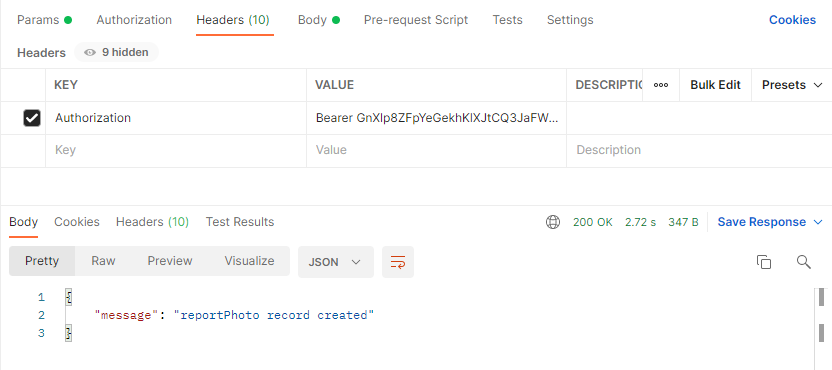 Params Authorization Headers (10) Body Pre-request Script Tests Settings Cookies
Headers 9 hidden
KEY VALUE DESCRIPTIC ooo Bulk Edit Presets
Authorization Bearer GnXlp8ZFpYeGekhKlXJtCQ3JaFW...
Key Value Description
Body Cookies Headers (10) Test Results 200 OK 2.72 s 347 B Save Response
Pretty Raw Preview Visualize JSON
1 {
2 "message": "reportPhoto record created"
3 }